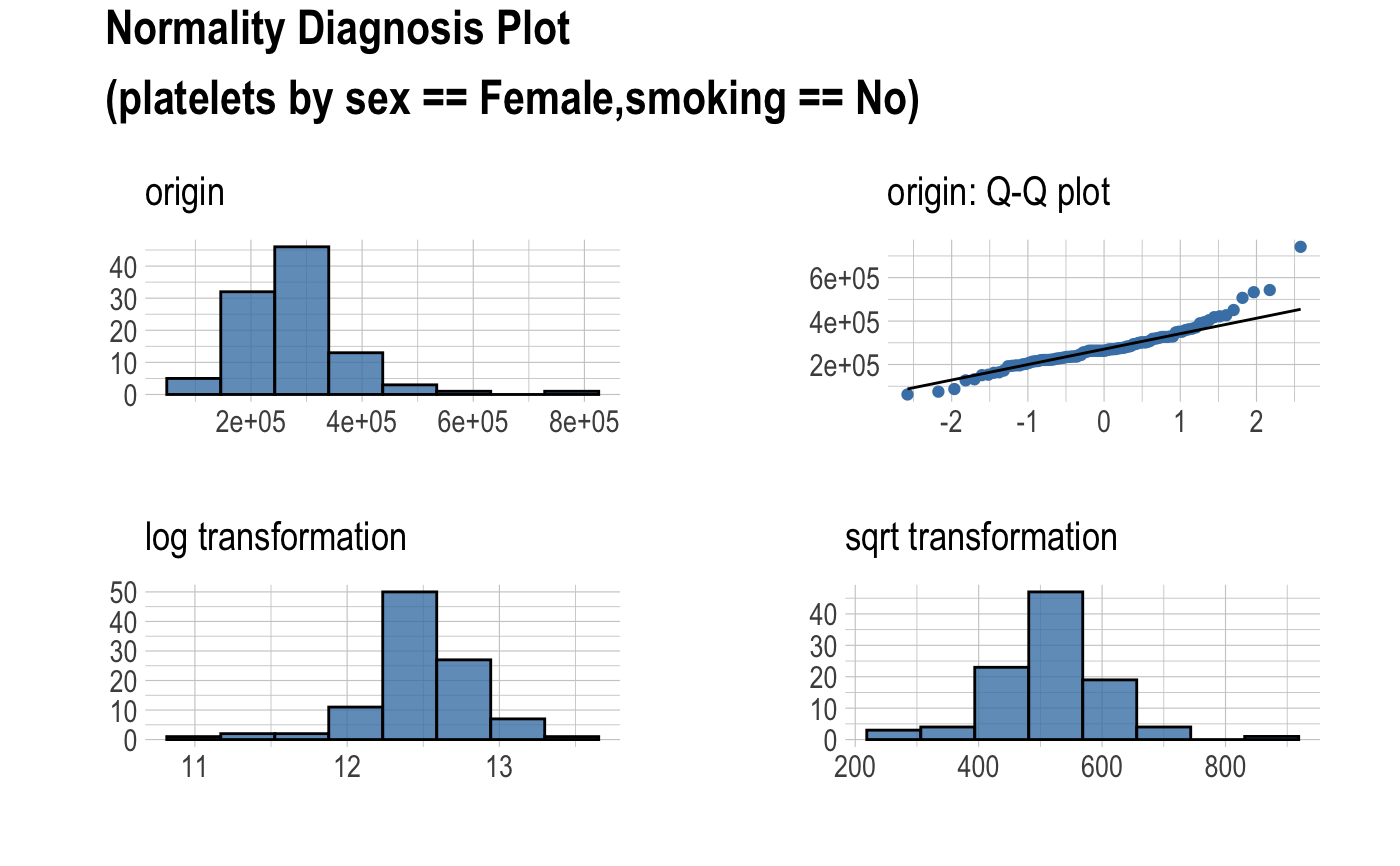 Normality Diagnosis Plot
(platelets by sex == Female,smoking == No)
origin
40
30
20
10
0
2e+05 4e+05 6e+05 8e+05
origin: Q-Q plot
6e+05
4e+05
2e+05
-2 -1 0 1 2
log transformation
50
40
30
20
10
0
11 12 13
sqrt transformation
40
30
20
10
0
200 400 600 800